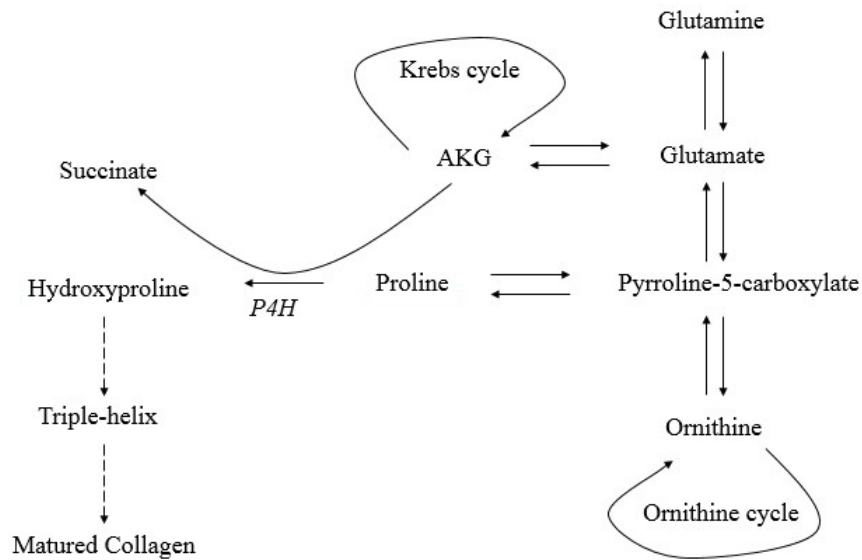 Glutamine
Krebs cycle
AKG
Glutamate
Succinate
Proline
Pyrroline-5-carboxylate
Hydroxyproline
P4H
Triple-helix
Ornithine
Ornithine cycle
Matured Collagen